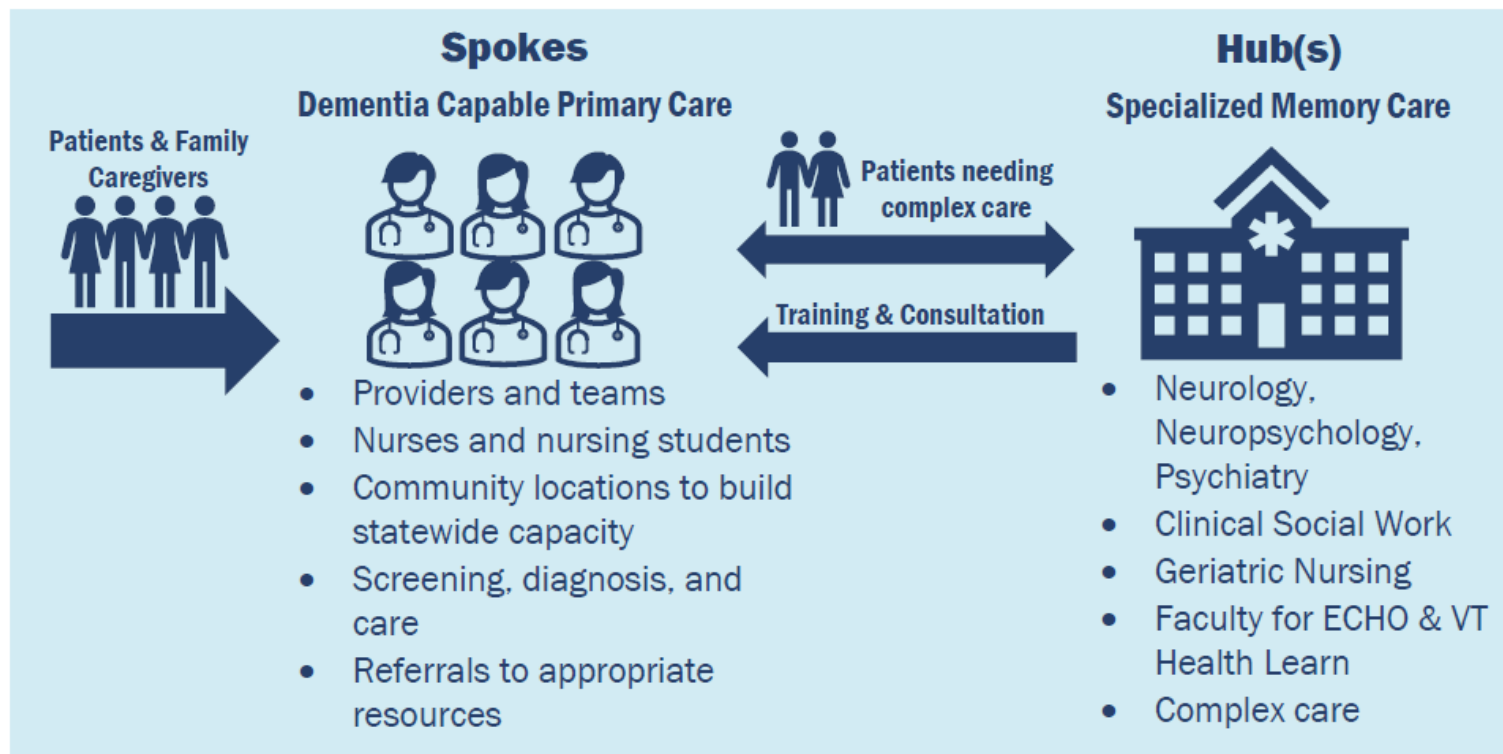 Spokes
Dementia Capable Primary Care
Patients & Family
Caregivers
• Providers and teams
• Nurses and nursing students
• Community locations to build
statewide capacity
• Screening, diagnosis, and
care
• Referrals to appropriate
resources
Patients needing
complex care
Training & Consultation
Hub(s)
Specialized Memory Care
• Neurology,
Neuropsychology,
Psychiatry
• Clinical Social Work
• Geriatric Nursing
• Faculty for ECHO & VT
Health Learn
• Complex care